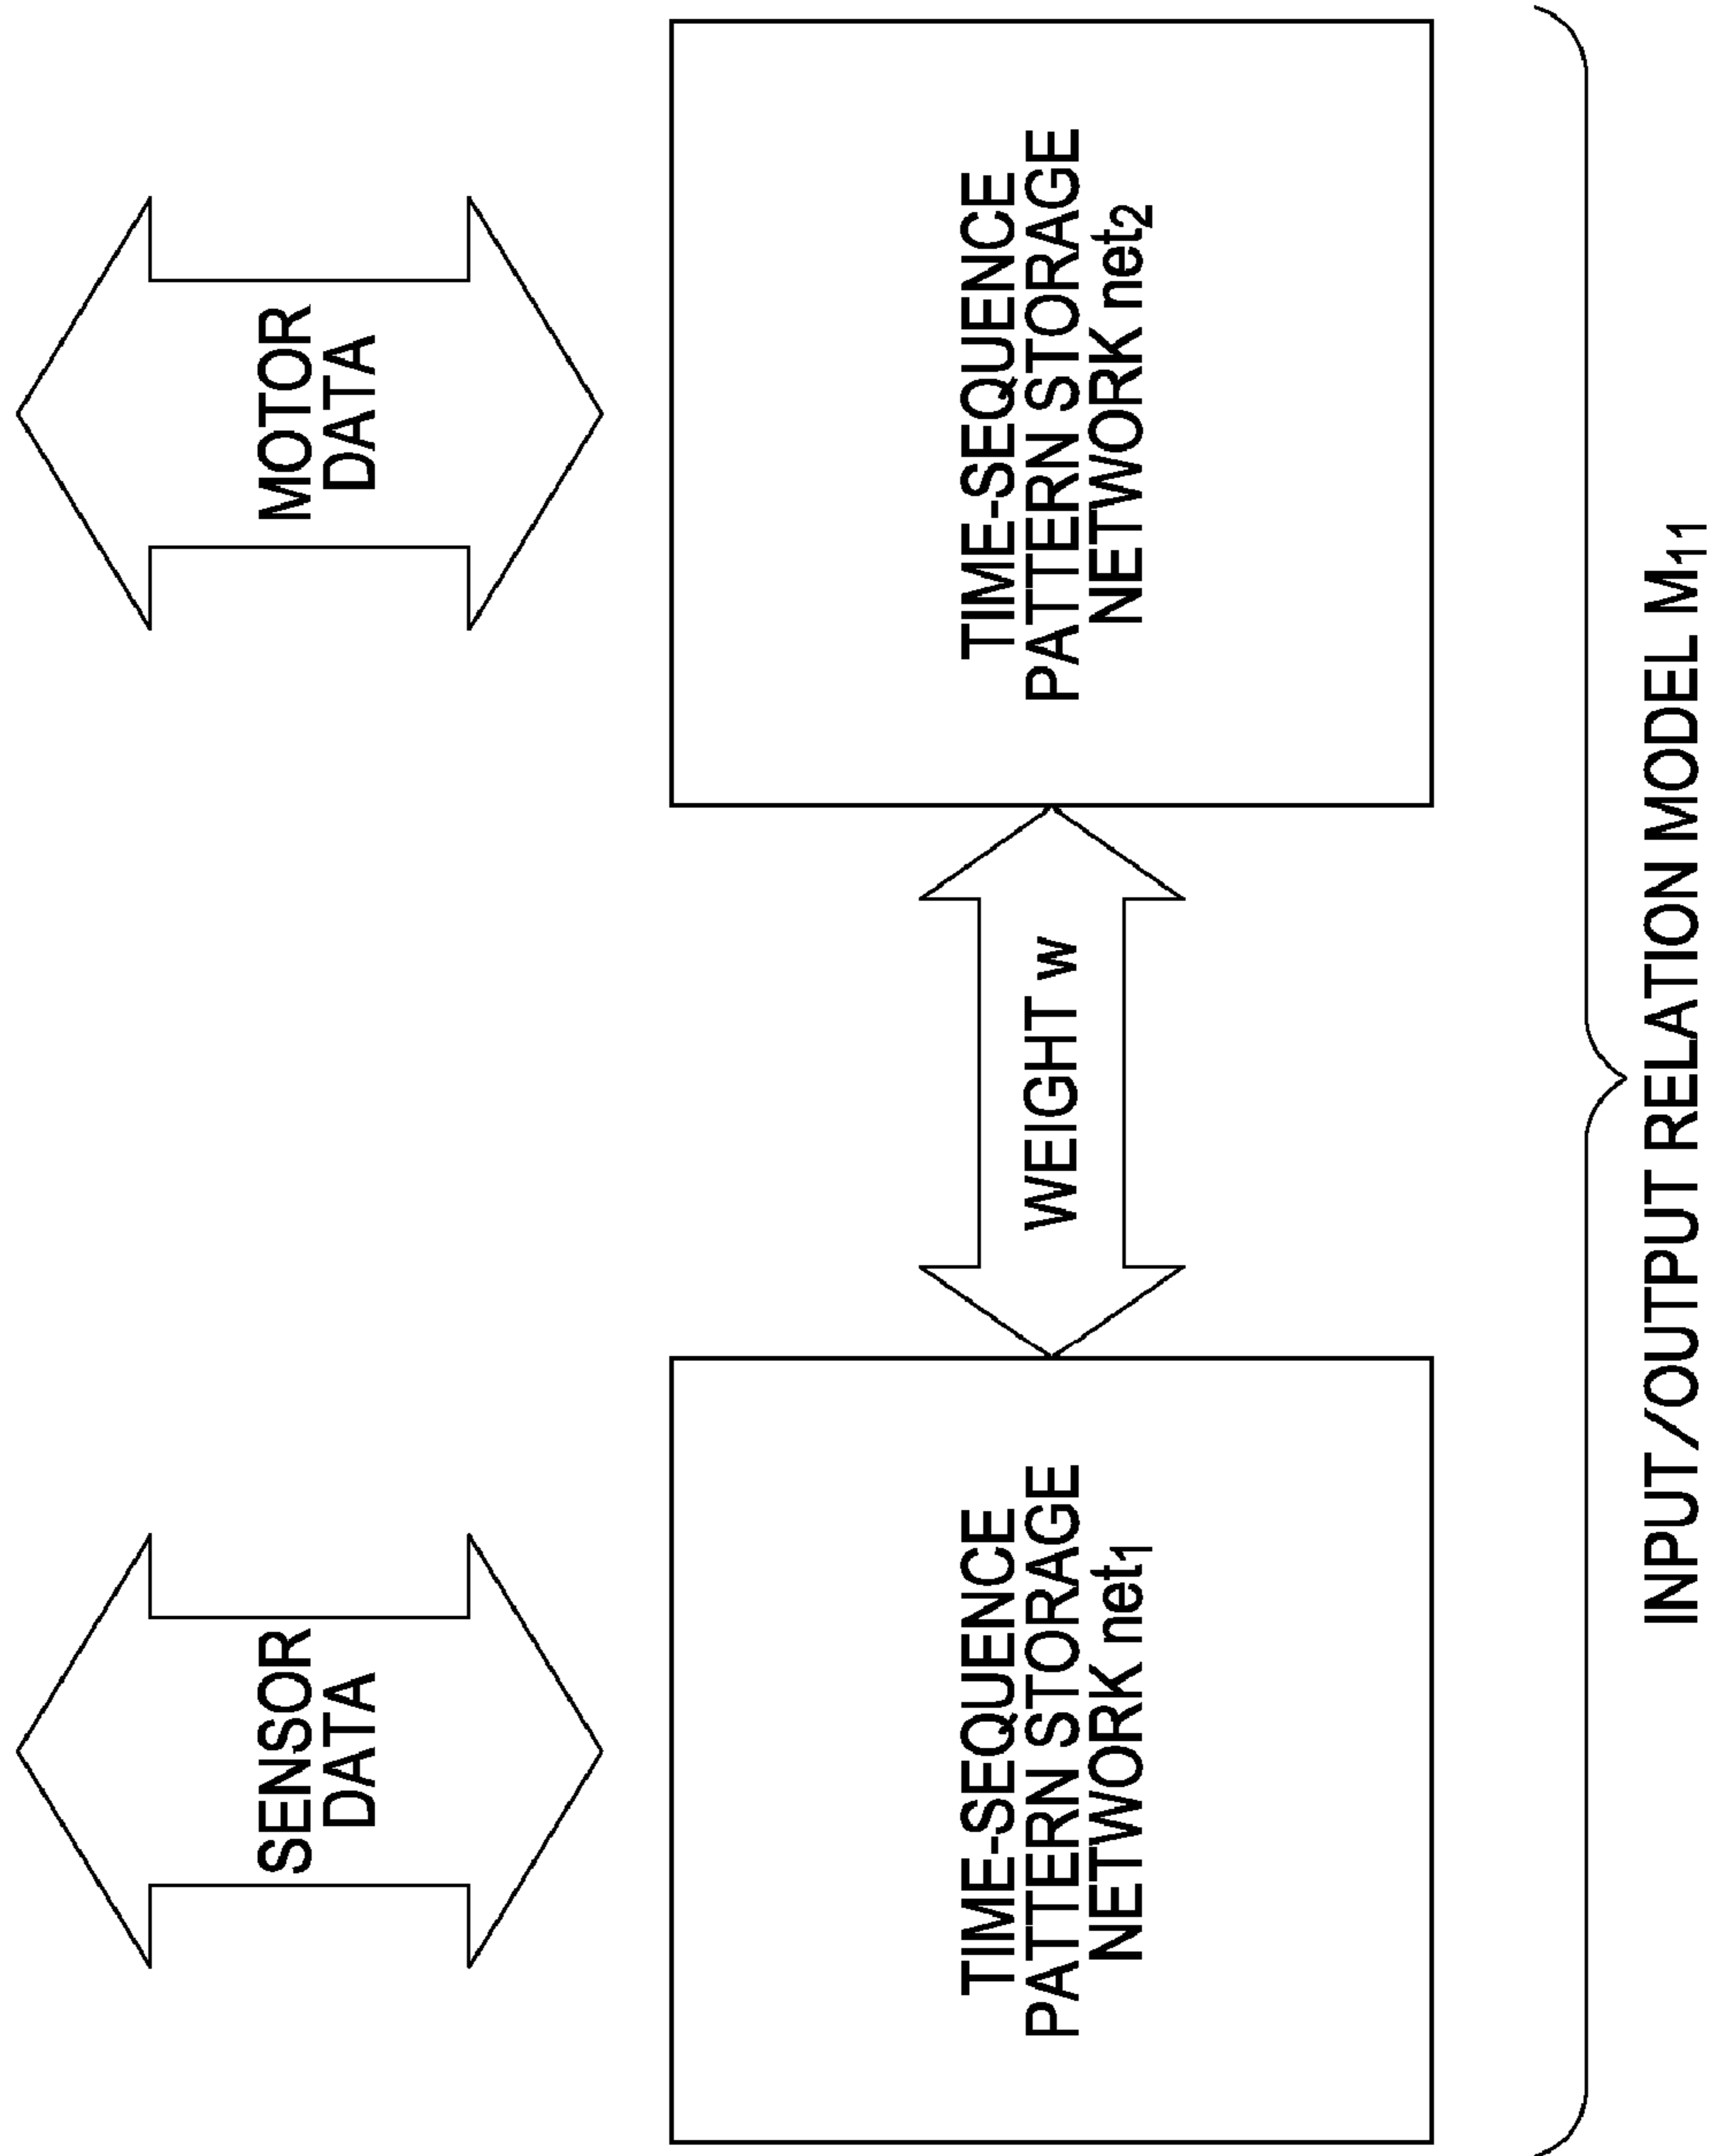 SENSOR
DATA
MOTOR
DATA
TIME-SEQUENCE
PATTERN STORAGE
NETWORK net₁
WEIGHT w
TIME-SEQUENCE
PATTERN STORAGE
NETWORK net₂
INPUT/OUTPUT RELATION MODEL M₁₁